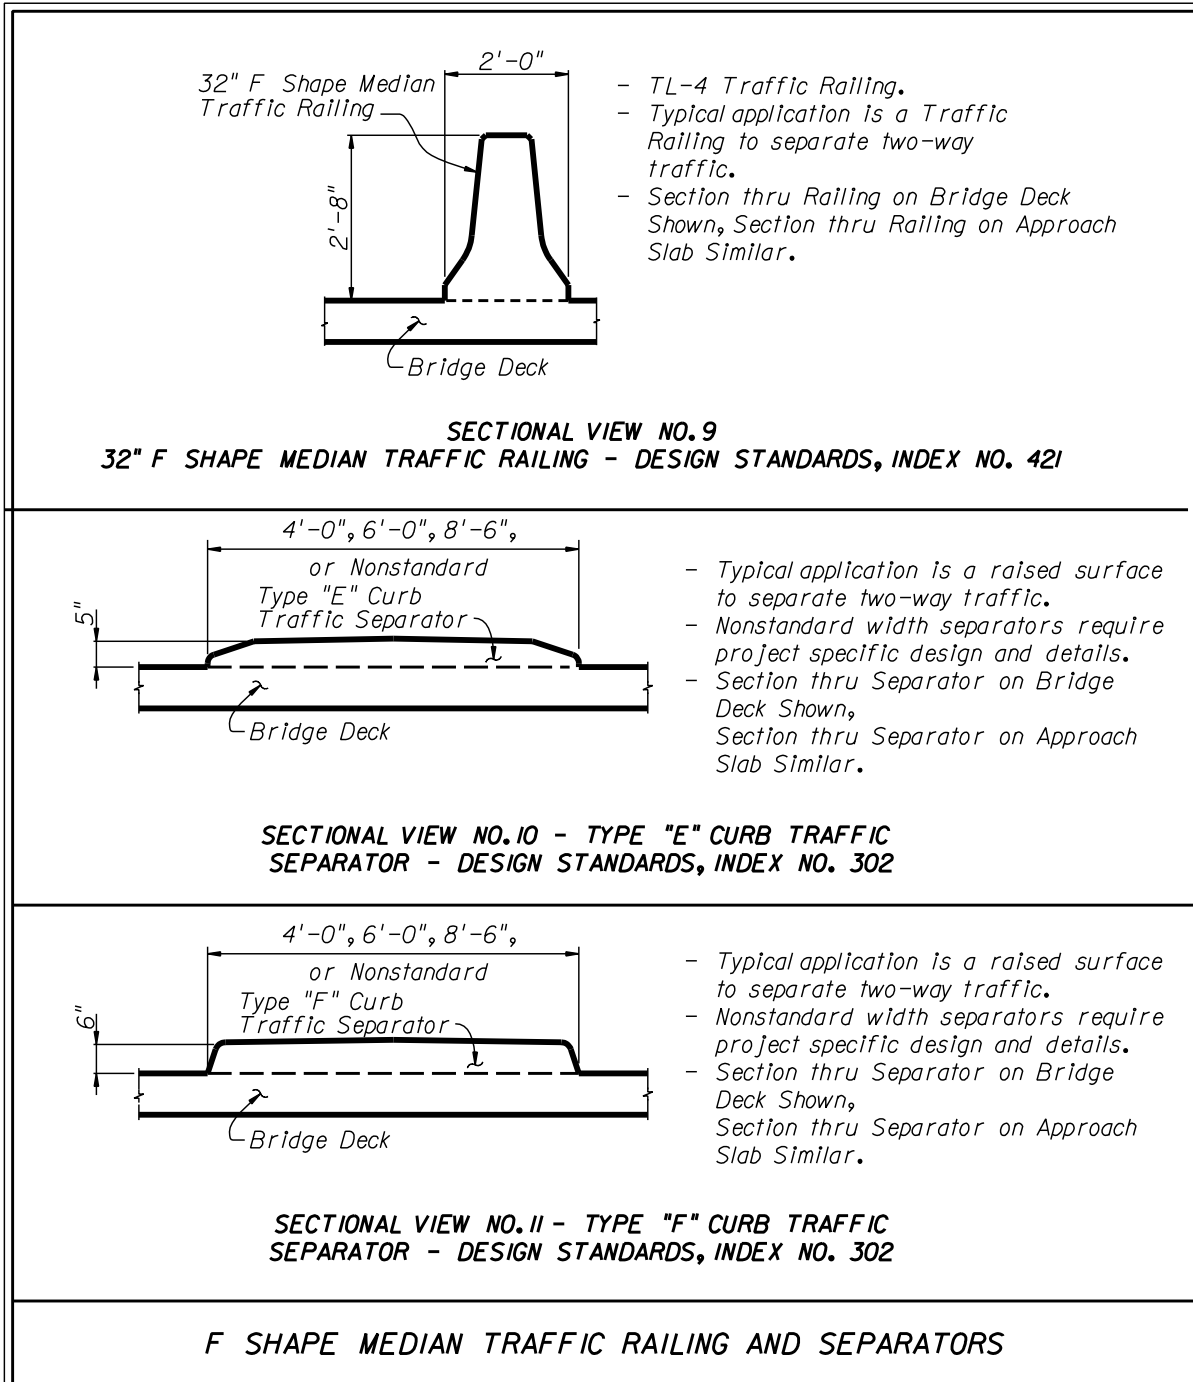 2'-0"
32" F Shape Median
Traffic Railing
2'-8"
Bridge Deck
- TL-4 Traffic Railing.
- Typical application is a Traffic
Railing to separate two-way
traffic.
- Section thru Railing on Bridge Deck
Shown, Section thru Railing on Approach
Slab Similar.
SECTIONAL VIEW NO. 9
32" F SHAPE MEDIAN TRAFFIC RAILING - DESIGN STANDARDS, INDEX NO. 421
4'-0", 6'-0", 8'-6",
or Nonstandard
Type "E" Curb
Traffic Separator
5"
Bridge Deck
- Typical application is a raised surface
to separate two-way traffic.
- Nonstandard width separators require
project specific design and details.
- Section thru Separator on Bridge
Deck Shown,
Section thru Separator on Approach
Slab Similar.
SECTIONAL VIEW NO. 10 - TYPE "E" CURB TRAFFIC
SEPARATOR - DESIGN STANDARDS, INDEX NO. 302
4'-0", 6'-0", 8'-6",
or Nonstandard
Type "F" Curb
Traffic Separator
6"
Bridge Deck
- Typical application is a raised surface
to separate two-way traffic.
- Nonstandard width separators require
project specific design and details.
- Section thru Separator on Bridge
Deck Shown,
Section thru Separator on Approach
Slab Similar.
SECTIONAL VIEW NO. 11 - TYPE "F" CURB TRAFFIC
SEPARATOR - DESIGN STANDARDS, INDEX NO. 302
F SHAPE MEDIAN TRAFFIC RAILING AND SEPARATORS